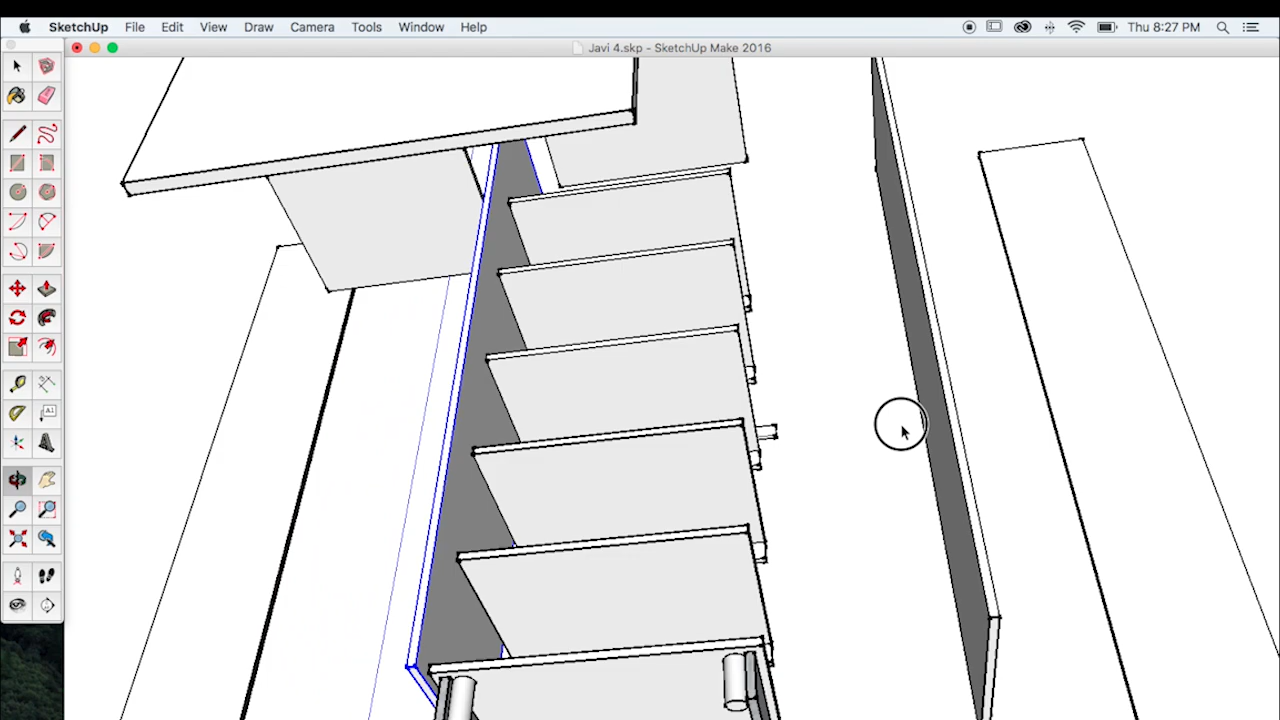 SketchUp File Edit View Draw Camera Tools Window Help Thu 8:27 PM
Javi 4.skp - SketchUp Make 2016
A1